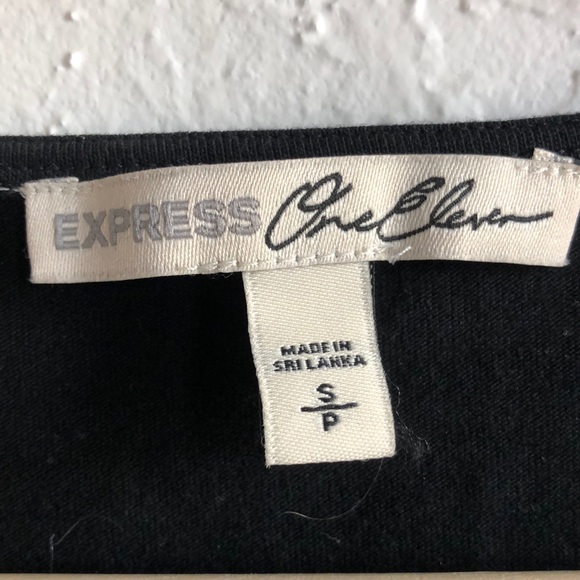 EXPRESS One Eleven
MADE IN
SRI LANKA
S
P